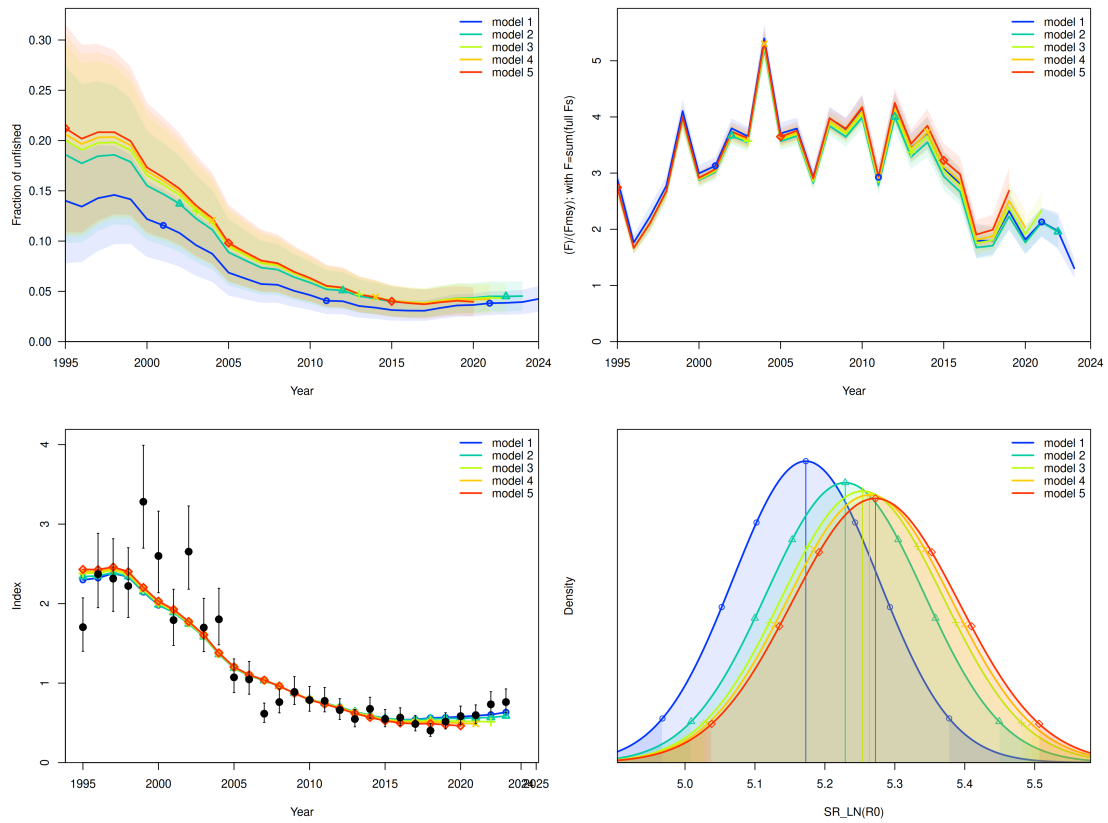 model 1
model 2
model 3
model 4
model 5
0.30
0.25
0.20
0.15
0.10
0.05
0.00
Fraction of unfished
1995 2000 2005 2010 2015 2020 2024
Year
model 1
model 2
model 3
model 4
model 5
5
4
3
2
1
0
(F)/(Fmsy); with F=sum(full Fs)
1995 2000 2005 2010 2015 2020 2024
Year
model 1
model 2
model 3
model 4
model 5
4
3
2
1
0
Index
1995 2000 2005 2010 2015 2020 2024 2025
Year
model 1
model 2
model 3
model 4
model 5
Density
5.0 5.1 5.2 5.3 5.4 5.5
SR_LN(R0)